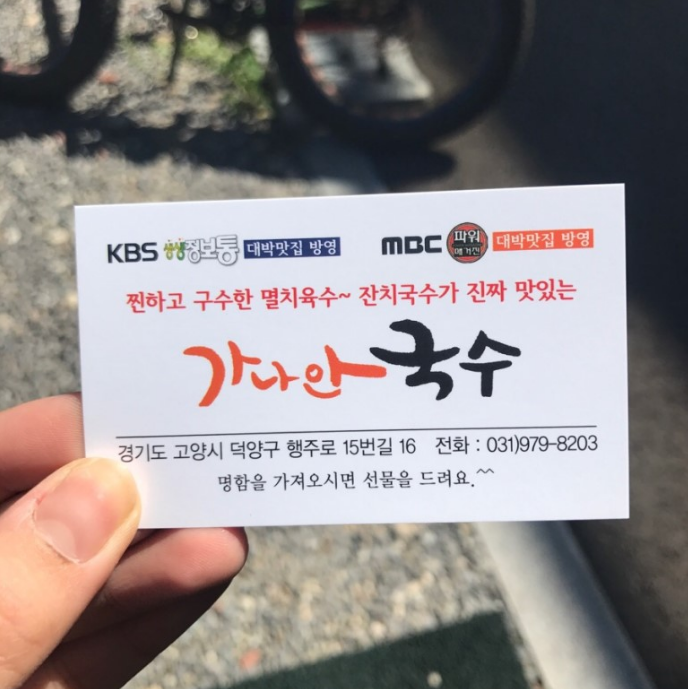 KBS 생생정보통 대박맛집 방영 MBC 파워매거진 대박맛집 방영
찐하고 구수한 멸치육수~ 잔치국수가 진짜 맛있는
가나안국수
경기도 고양시 덕양구 행주로 15번길 16 전화 : 031)979-8203
명함을 가져오시면 선물을 드려요.^^